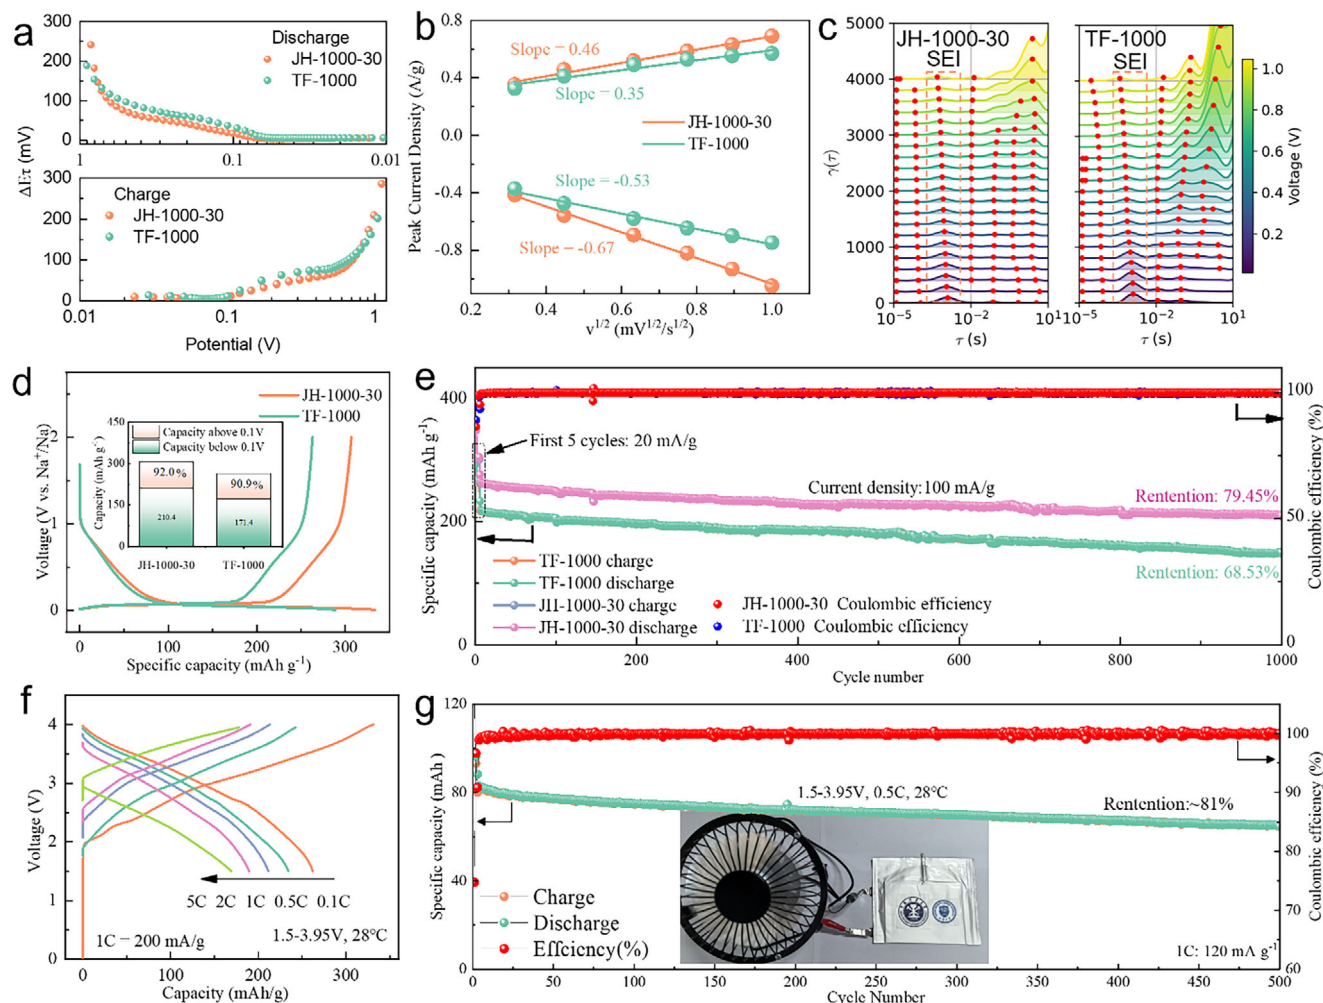 a
Discharge
JH-1000-30
TF-1000
300
200
100
0
1
0.1
0.01
ΔEτ (mV)
Charge
JH-1000-30
TF-1000
300
200
100
0
0.01
0.1
1
Potential (V)
b
Slope = 0.46
Slope = 0.35
JH-1000-30
TF-1000
Slope = -0.53
Slope = -0.67
0.8
0.4
0.0
-0.4
-0.8
0.2
0.4
0.6
0.8
1.0
Peak Current Density (A/g)
v1/2 (mV1/2/s1/2)
c
JH-1000-30
SEI
TF-1000
SEI
5000
4000
3000
2000
1000
0
γ(τ)
10-5
10-2
101
10-5
10-2
101
τ (s)
τ (s)
1.0
0.8
0.6
0.4
0.2
Voltage (V)
d
JH-1000-30
TF-1000
Capacity above 0.1V
Capacity below 0.1V
450
300
150
0
Capacity (mAh g-1)
92.0%
90.9%
210.4
171.4
JH-1000-30
TF-1000
2
1
0
Voltage (V vs. Na+/Na)
0
100
200
300
Specific capacity (mAh g-1)
e
First 5 cycles: 20 mA/g
Current density:100 mA/g
Rentention: 79.45%
Rentention: 68.53%
TF-1000 charge
TF-1000 discharge
JH-1000-30 charge
JH-1000-30 discharge
JH-1000-30 Coulombic efficiency
TF-1000 Coulombic efficiency
400
200
0
Specific capacity (mAh g-1)
100
50
0
Coulombic efficiency (%)
0
200
400
600
800
1000
Cycle number
f
4
3
2
1
0
Voltage (V)
5C 2C 1C 0.5C 0.1C
1C = 200 mA/g
1.5-3.95V, 28°C
0
100
200
300
Capacity (mAh/g)
g
120
80
40
0
Specific capacity (mAh)
1.5-3.95V, 0.5C, 28°C
Rentention:~81%
Charge
Discharge
Effciency(%)
1C: 120 mA g-1
100
90
85
80
75
70
65
60
Coulombic efficiency (%)
0
50
100
150
200
250
300
350
400
450
500
Cycle Number